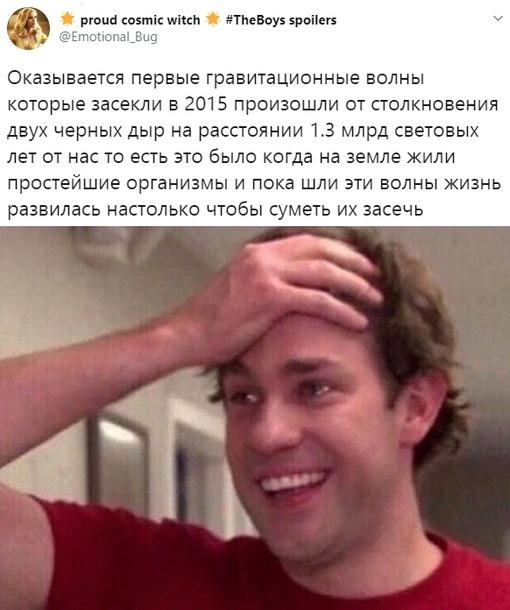 proud cosmic witch #TheBoys spoilers
@Emotional_Bug
Оказывается первые гравитационные волны
которые засекли в 2015 произошли от столкновения
двух черных дыр на расстоянии 1.3 млрд световых
лет от нас то есть это было когда на земле жили
простейшие организмы и пока шли эти волны жизнь
развилась настолько чтобы суметь их засечь